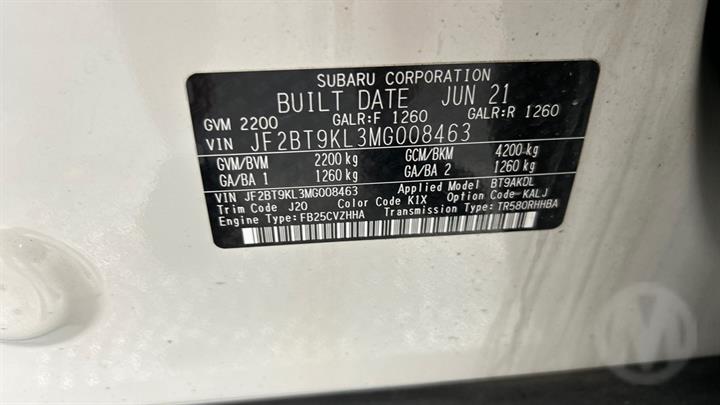 SUBARU CORPORATION
BUILT DATE JUN 21
GVM 2200 GALR:F 1260 GALR:R 1260
VIN JF2BT9KL3MG008463
GVM/BVM 2200 kg GCM/BKM 4200 kg
GA/BA 1 1260 kg GA/BA 2 1260 kg
VIN JF2BT9KL3MG008463 Applied Model BT9AKDL
Trim Code J20 Color Code K1X Option Code KALJ
Engine Type:FB25CVZHHA Transmission Type:TR580RHHBA
M